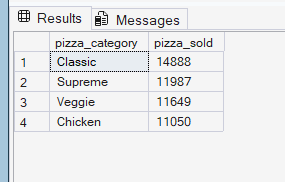 Results Messages
pizza_category pizza_sold
1 Classic 14888
2 Supreme 11987
3 Veggie 11649
4 Chicken 11050